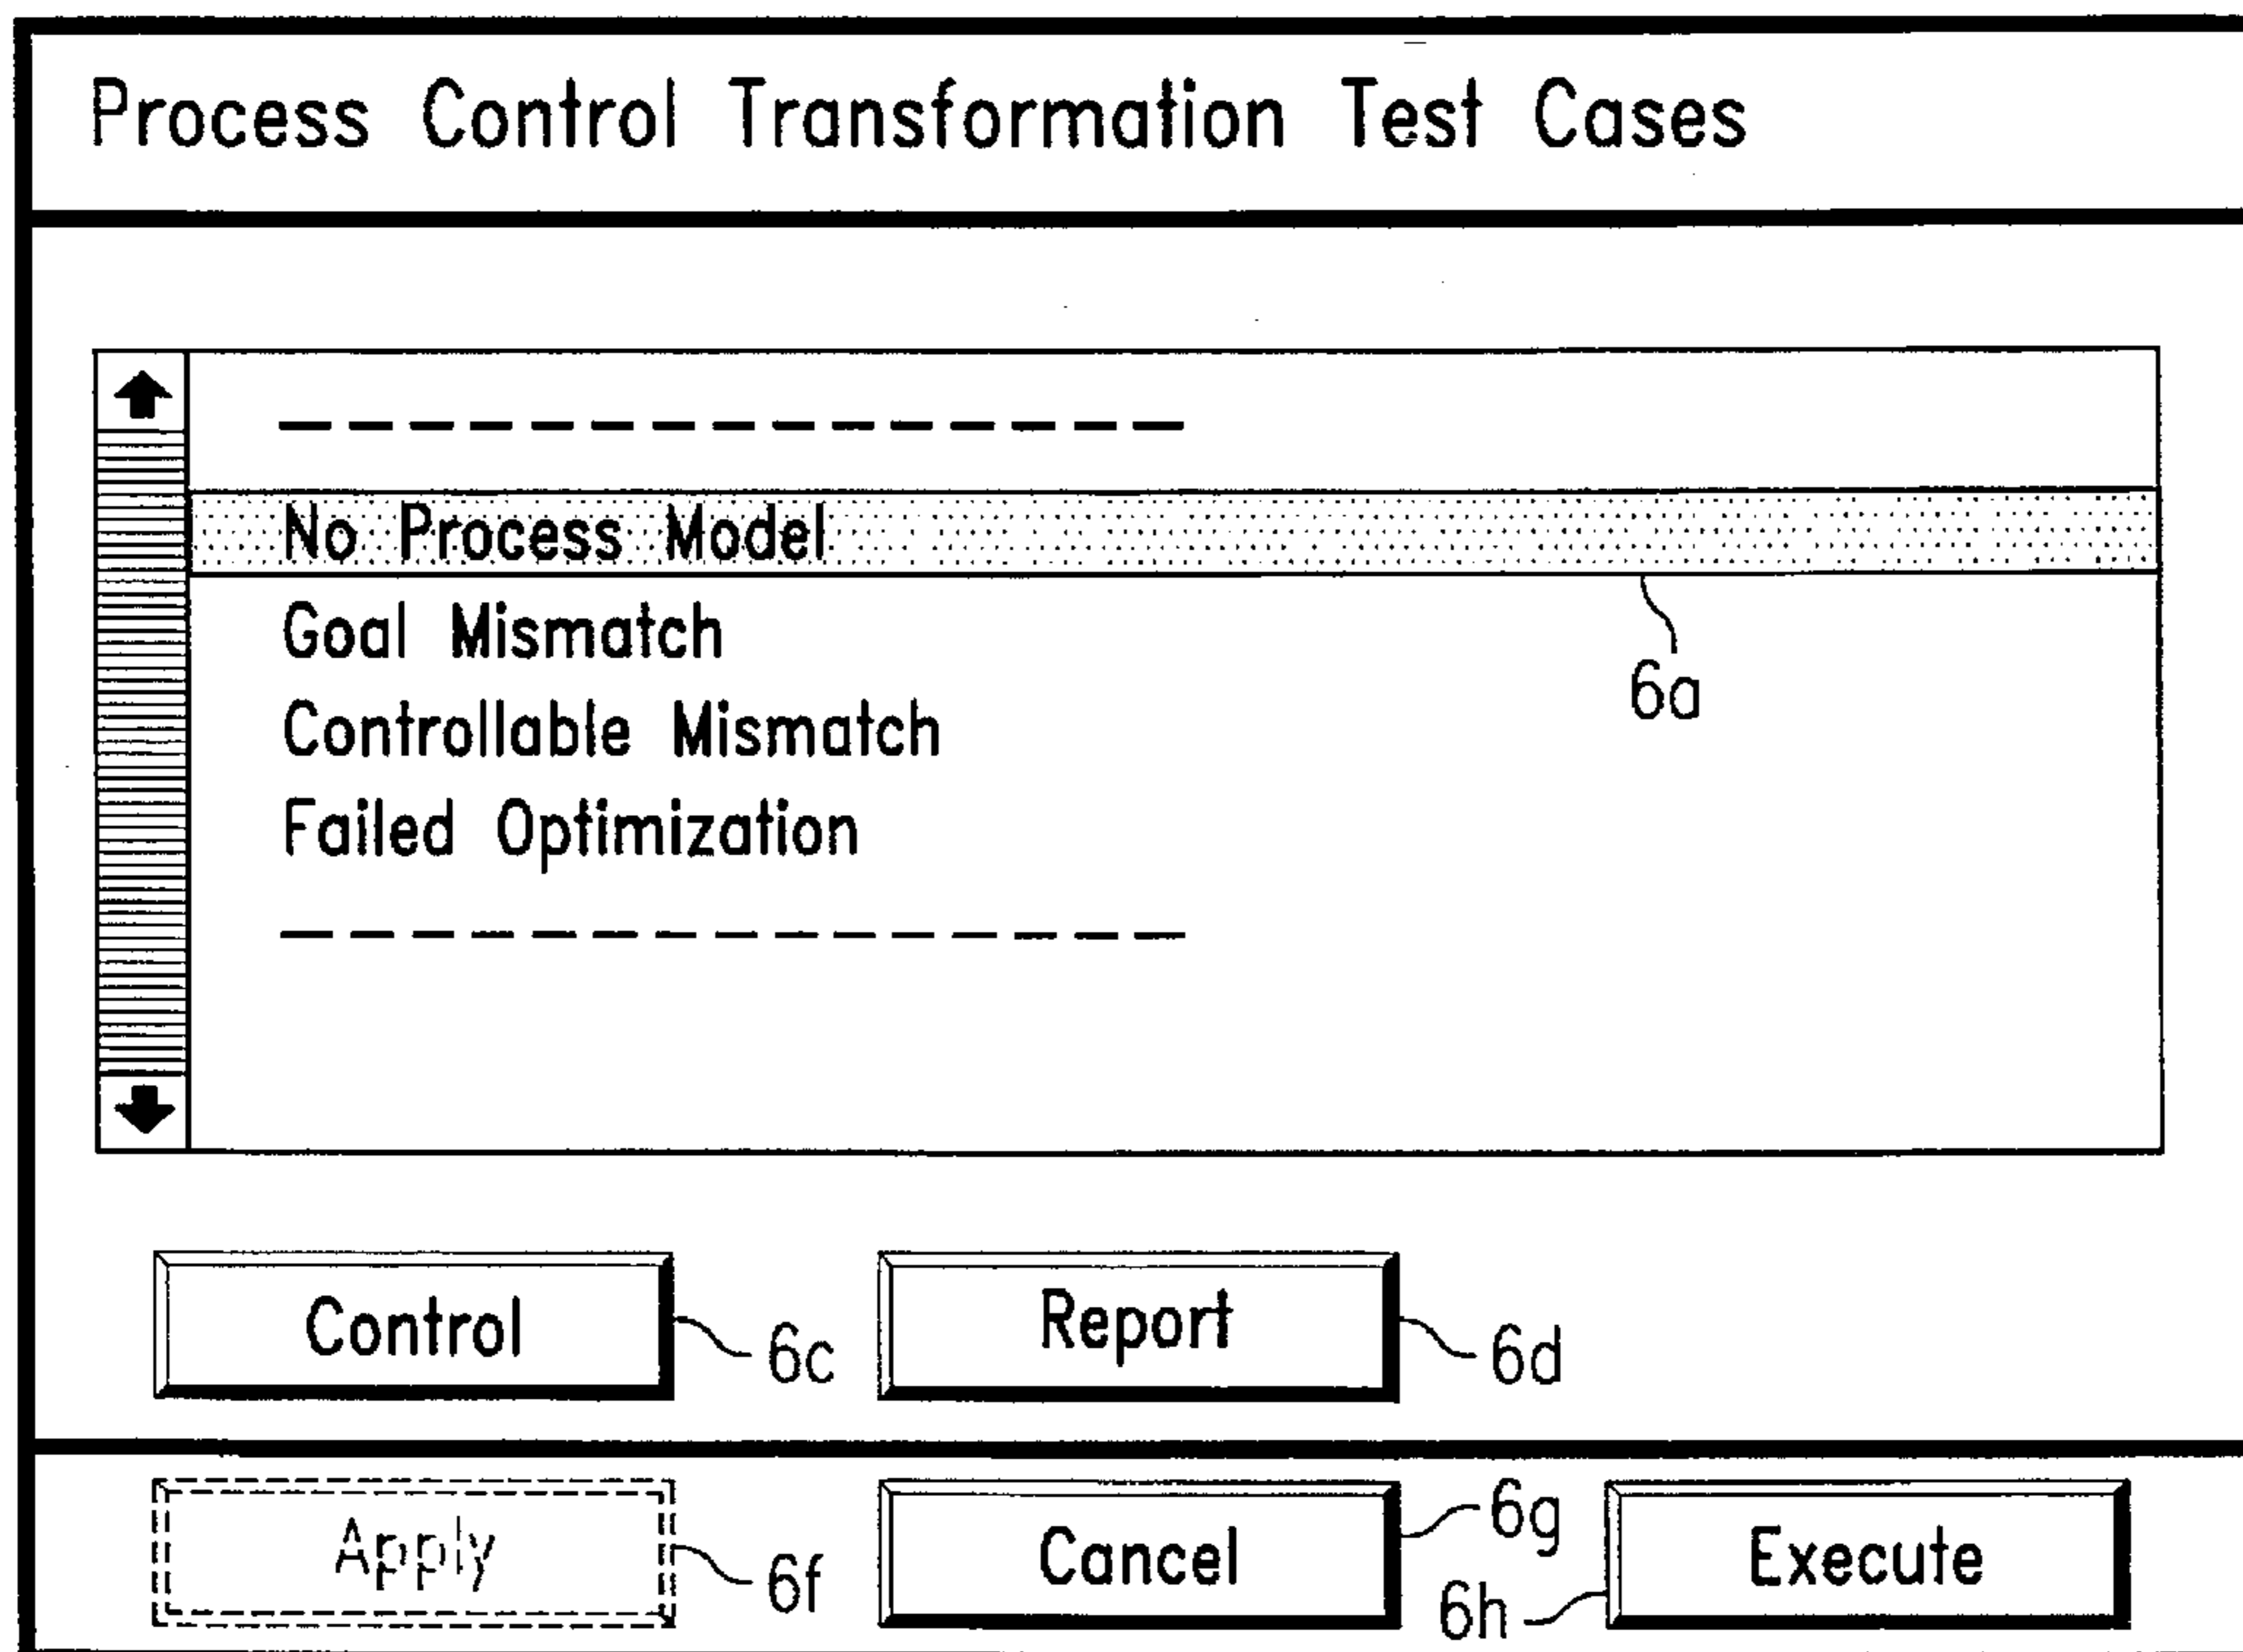 Process Control Transformation Test Cases
No Process Model
Goal Mismatch
6a
Controllable Mismatch
Failed Optimization
Control 6c Report 6d
Apply 6f Cancel 6g 6h Execute